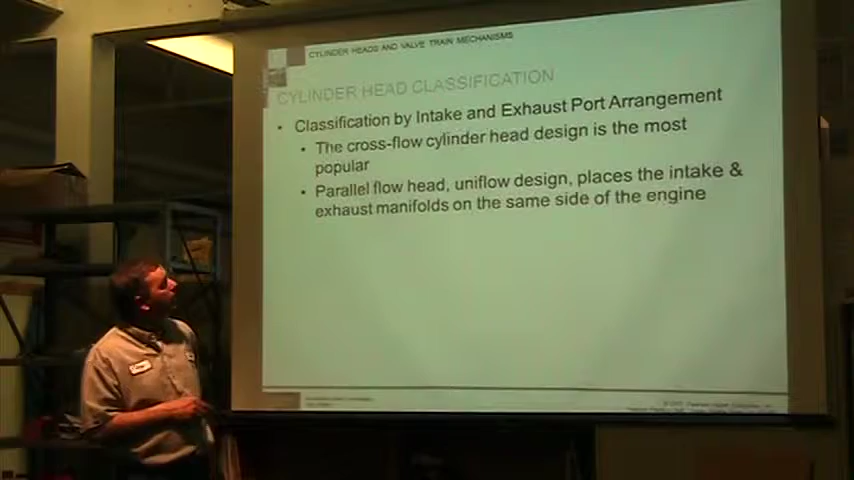 CYLINDER HEADS AND VALVE TRAIN MECHANISMS
CYLINDER HEAD CLASSIFICATION
• Classification by Intake and Exhaust Port Arrangement
• The cross-flow cylinder head design is the most
popular
• Parallel flow head, uniflow design, places the intake &
exhaust manifolds on the same side of the engine